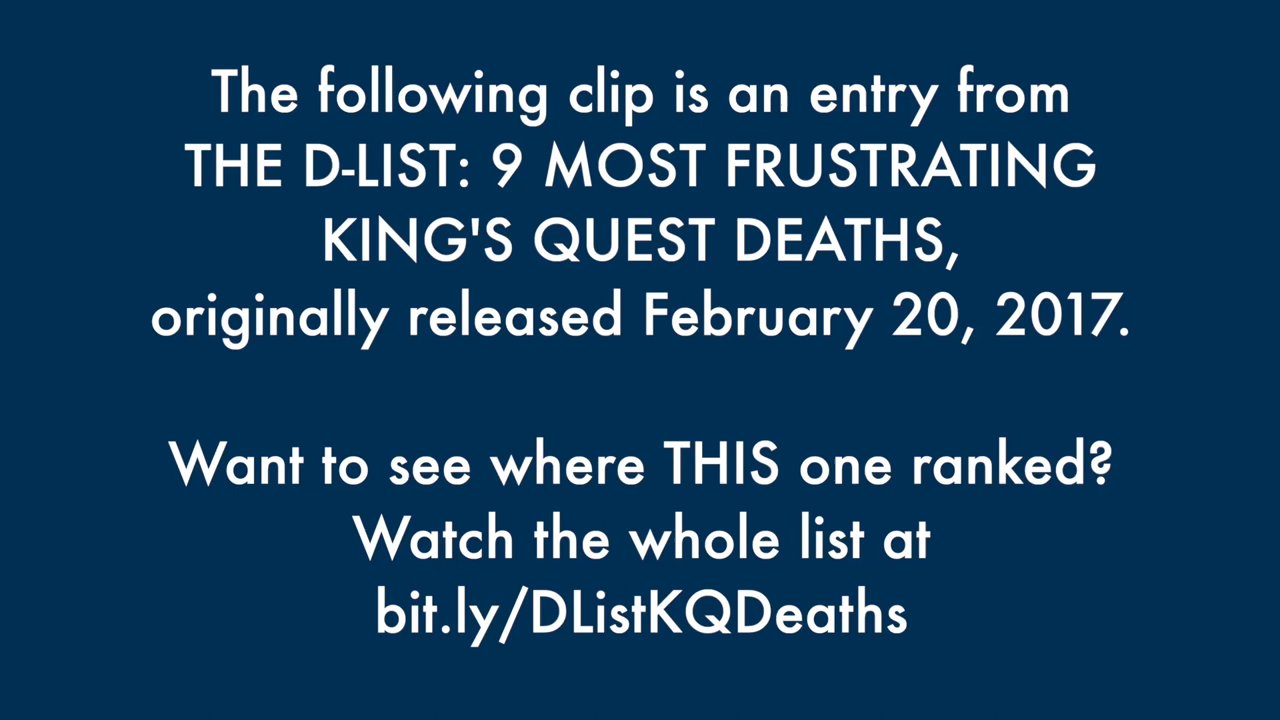 The following clip is an entry from
THE D-LIST: 9 MOST FRUSTRATING
KING'S QUEST DEATHS,
originally released February 20, 2017.
Want to see where THIS one ranked?
Watch the whole list at
bit.ly/DListKQDeaths